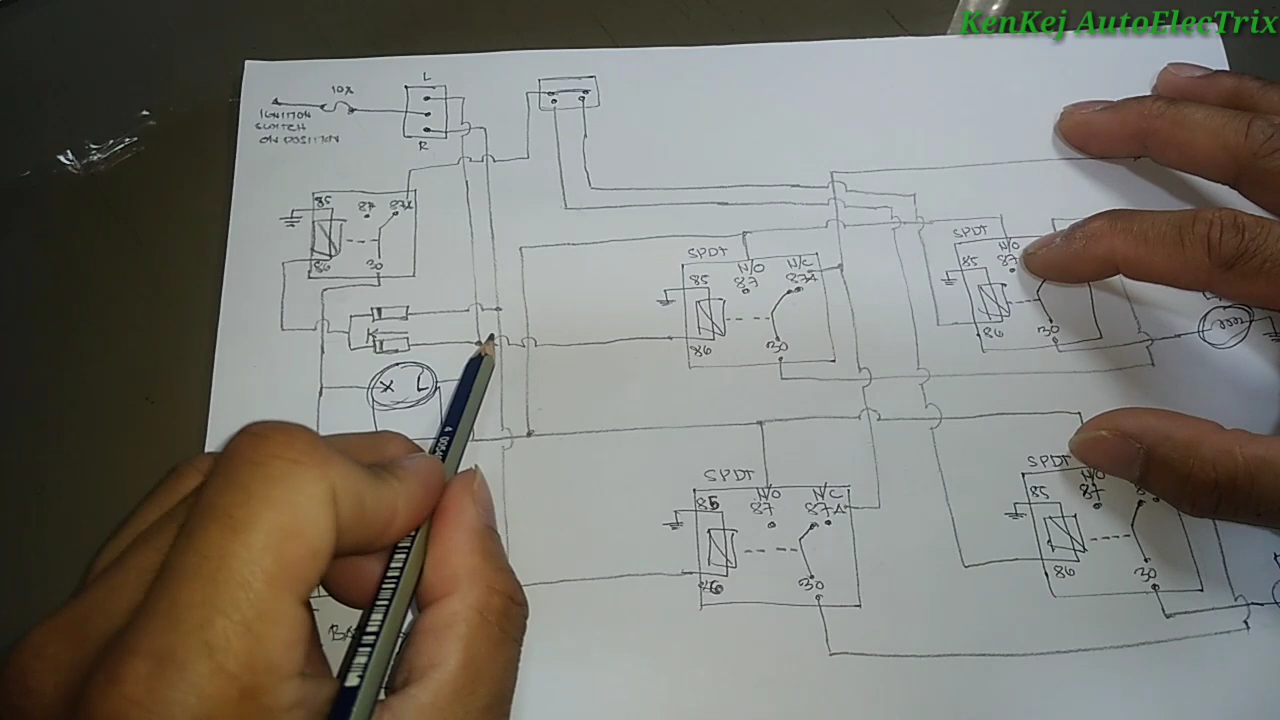 KenKej AutoElecTrix
L
10A
IGNITION
SWITCH
ON POSITION
R
85
87
87A
86
30
X L
SPDT
N/O N/C
85
87
87A
86
30
SPDT
N/O
85
87
86
30
SPDT
N/O N/C
85
87
87A
86
30
SPDT
85
87
86
30